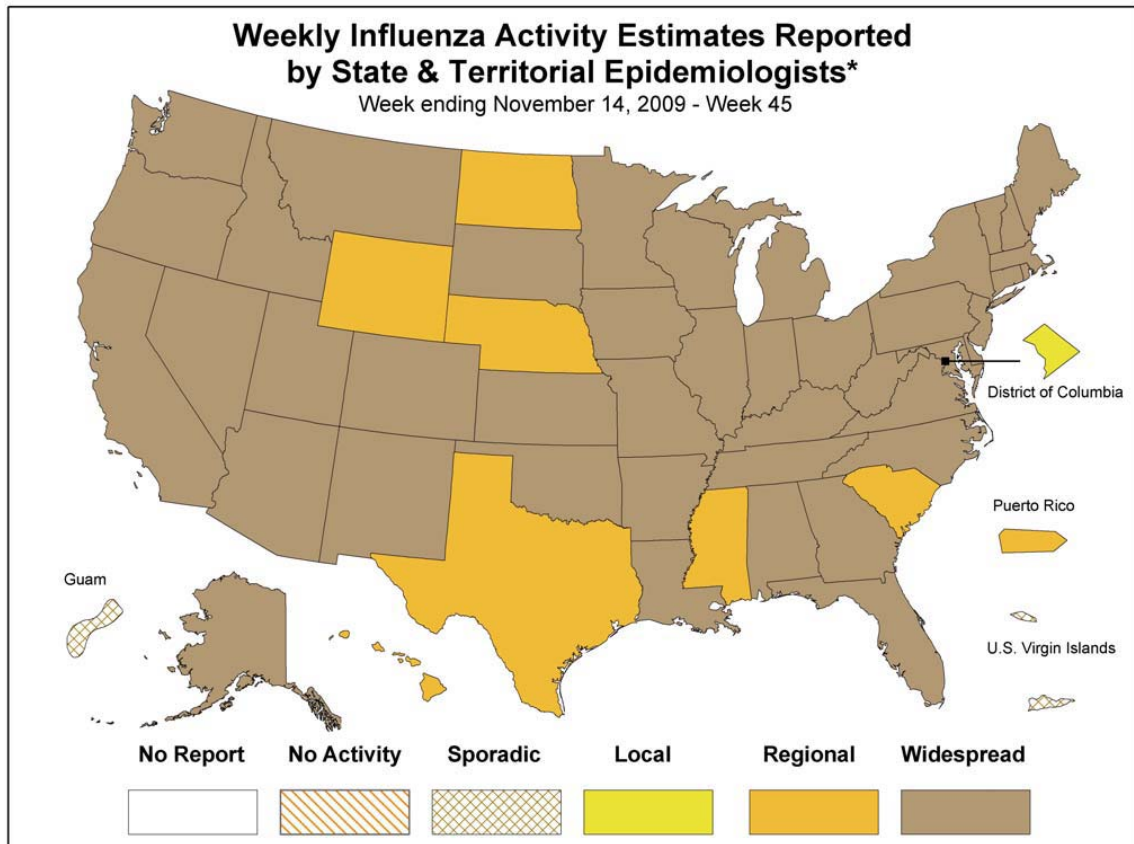 Weekly Influenza Activity Estimates Reported
by State & Territorial Epidemiologists*
Week ending November 14, 2009 - Week 45
District of Columbia
Puerto Rico
Guam
U.S. Virgin Islands
No Report No Activity Sporadic Local Regional Widespread